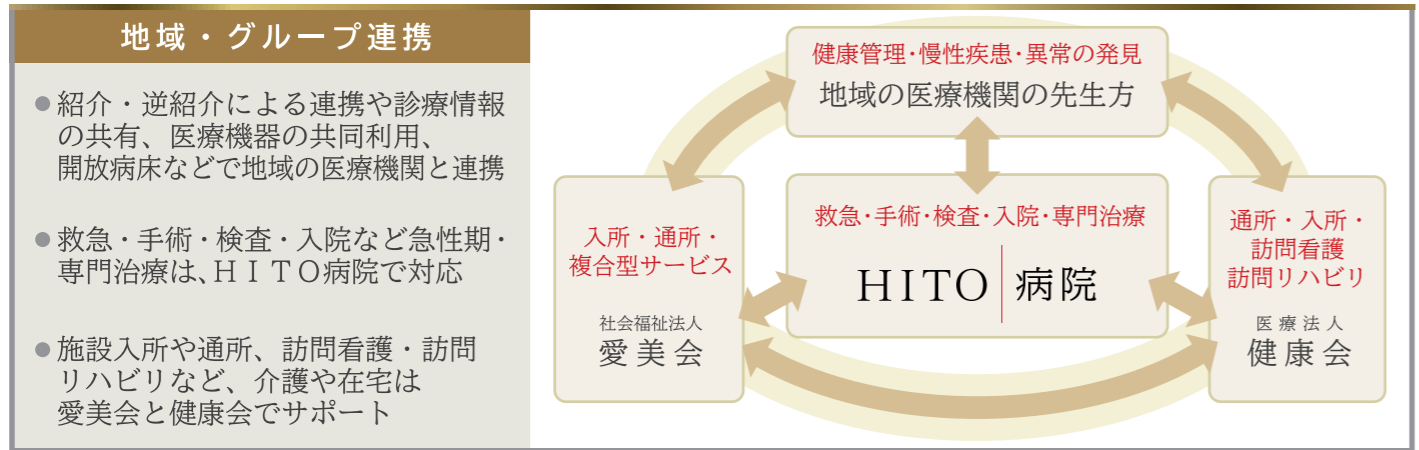 地域・グループ連携
●紹介・逆紹介による連携や診療情報
の共有、医療機器の共同利用、
開放病床などで地域の医療機関と連携
●救急・手術・検査・入院など急性期・
専門治療は、ＨＩＴＯ病院で対応
●施設入所や通所、訪問看護・訪問
リハビリなど、介護や在宅は
愛美会と健康会でサポート
健康管理・慢性疾患・異常の発見
地域の医療機関の先生方
入所・通所・
複合型サービス
社会福祉法人
愛美会
救急・手術・検査・入院・専門治療
HITO 病院
通所・入所・
訪問看護
訪問リハビリ
医療法人
健康会